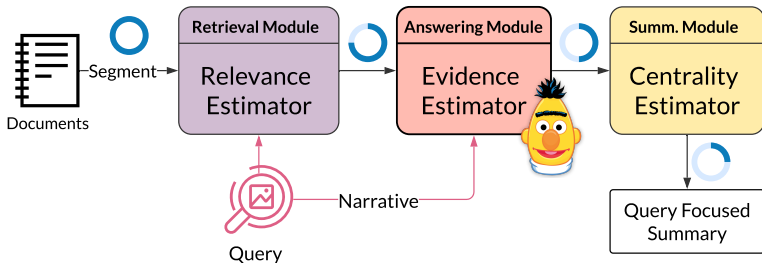 Documents
Segment
Retrieval Module
Relevance
Estimator
Answering Module
Evidence
Estimator
Summ. Module
Centrality
Estimator
Query
Narrative
Query Focused
Summary